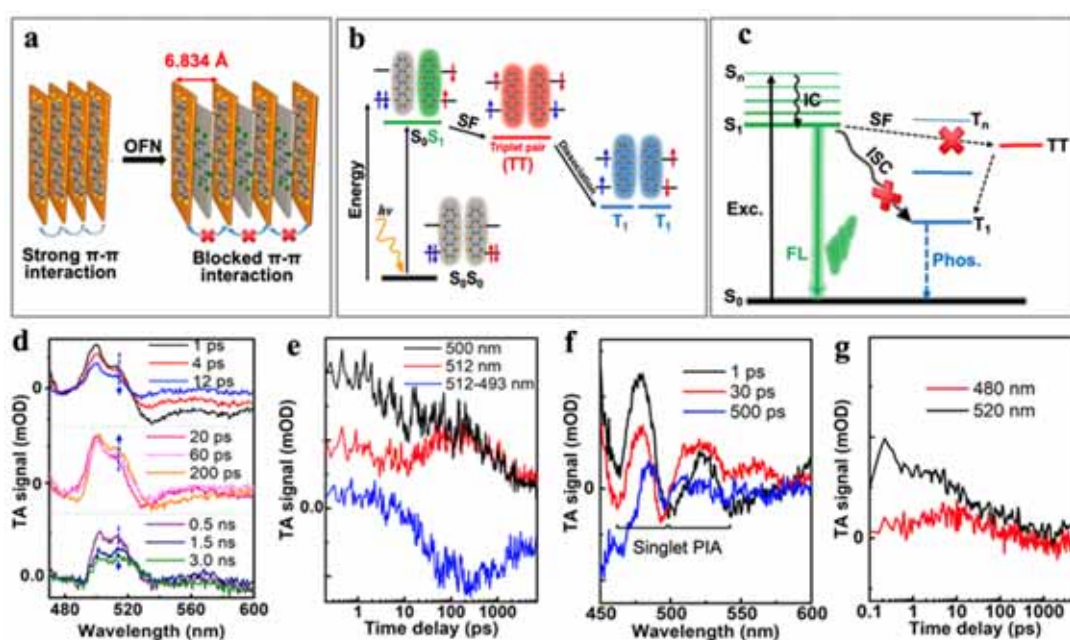 a
6.834 Å
OFN
Strong π-π
interaction
Blocked π-π
interaction
b
Energy
hν
S₀S₁
SF
Triplet pair
(TT)
Dissociation
T₁ T₁
S₀S₀
c
Sₙ
IC
S₁
SF
Tₙ
TT
ISC
Exc.
T₁
FL
Phos.
S₀
d
1 ps
4 ps
12 ps
0
20 ps
60 ps
200 ps
0
0.5 ns
1.5 ns
3.0 ns
0.0
TA signal (mOD)
480 520 560 600
Wavelength (nm)
e
500 nm
512 nm
512-493 nm
TA signal (mOD)
0.0
1 10 100 1000
Time delay (ps)
f
1 ps
30 ps
500 ps
TA signal (mOD)
0
Singlet PIA
450 500 550 600
Wavelength (nm)
g
480 nm
520 nm
TA signal (mOD)
0
0.1 1 10 100 1000
Time delay (ps)